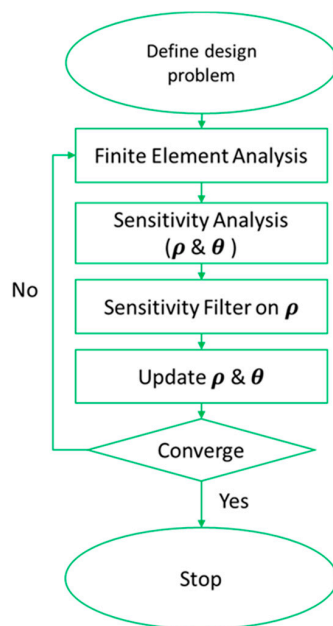 Define design
problem
Finite Element Analysis
Sensitivity Analysis
(ρ & θ )
Sensitivity Filter on ρ
No
Update ρ & θ
Converge
Yes
Stop